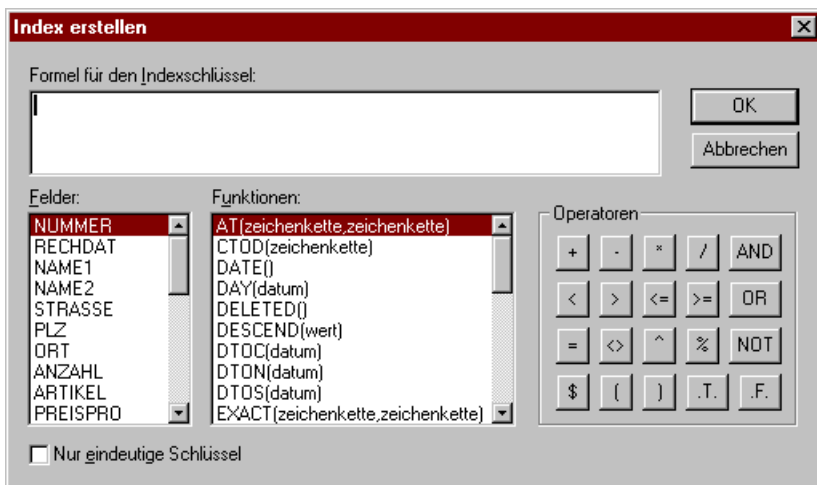 Index erstellen
Formel für den Indexschlüssel:
OK
Abbrechen
Felder:
NUMMER
RECHDAT
NAME1
NAME2
STRASSE
PLZ
ORT
ANZAHL
ARTIKEL
PREISPRO
Funktionen:
AT(zeichenkette,zeichenkette)
CTOD(zeichenkette)
DATE()
DAY(datum)
DELETED()
DESCEND(wert)
DTOC(datum)
DTON(datum)
DTOS(datum)
EXACT(zeichenkette,zeichenkette)
Operatoren
+ - * / AND
< > <= >= OR
= <> ^ % NOT
$ ( ) .T. .F.
Nur eindeutige Schlüssel